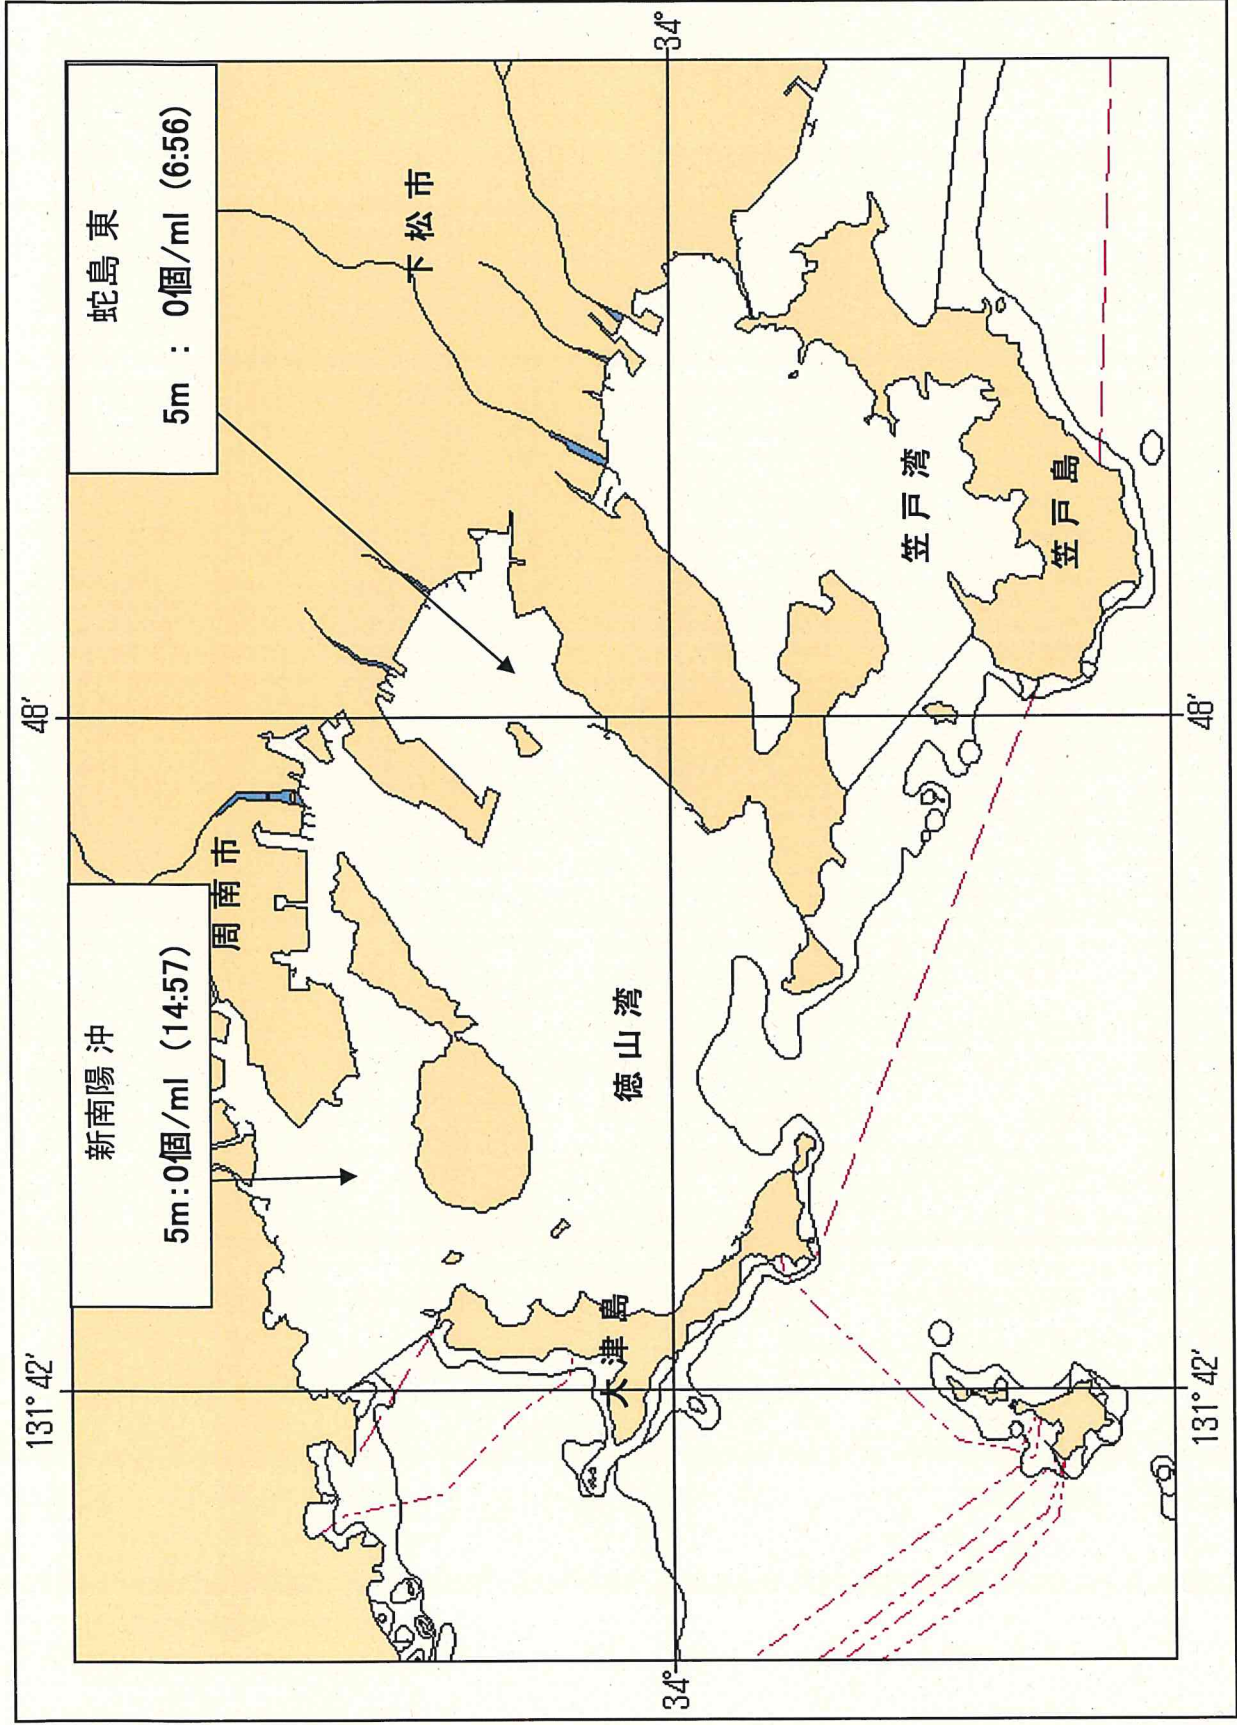 131° 42′
48′
新南陽 沖
5m:0個/ml (14:57)
蛇島 東
5m : 0個/ml (6:56)
周 南 市
下 松 市
34°
34°
大 津 島
徳 山 湾
笠 戸 湾
笠 戸 島
131° 42′
48′